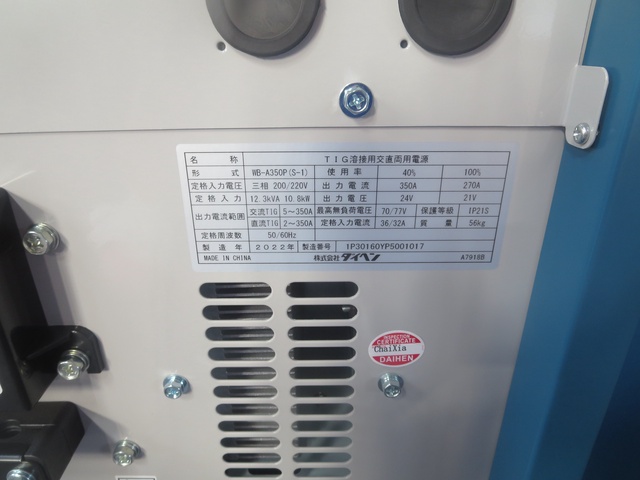 名称 TIG溶接用交直両用電源
形式 WB-A350P(S-1) 使用率 40% 100%
定格入力電圧 三相 200/220V 出力電流 350A 270A
定格入力 12.3kVA 10.8kW 出力電圧 24V 21V
出力電流範囲 交流TIG 5~350A 最高無負荷電圧 70/77V 保護等級 IP21S
直流TIG 2~350A 定格入力電流 36/32A 質量 56kg
定格周波数 50/60Hz
製造年 2022年 製造番号 1P30160YP5001017
MADE IN CHINA 株式会社ダイヘン A7918B
INSPECTION
CERTIFICATE
ChaiXia
DAIHEN